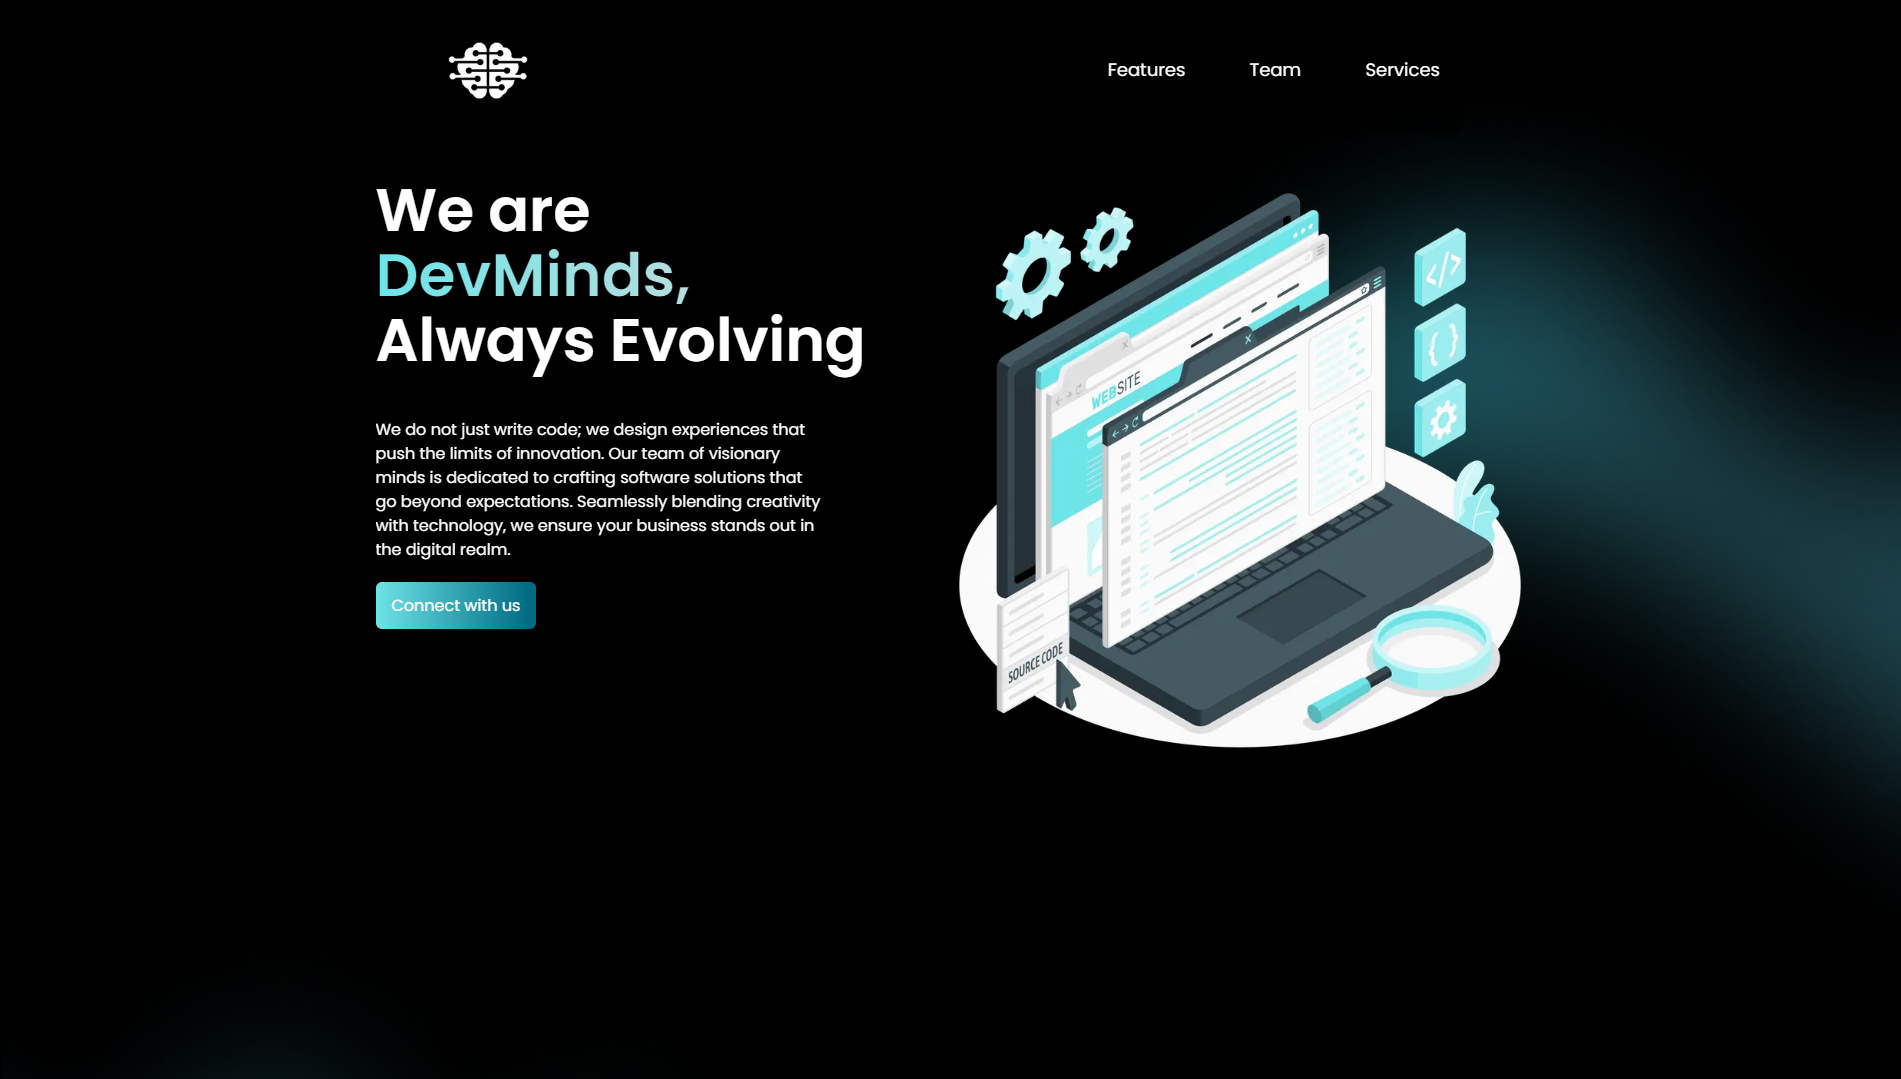 Features Team Services
We are
DevMinds,
Always Evolving
We do not just write code; we design experiences that
push the limits of innovation. Our team of visionary
minds is dedicated to crafting software solutions that
go beyond expectations. Seamlessly blending creativity
with technology, we ensure your business stands out in
the digital realm.
Connect with us
WEBSITE
SOURCE CODE